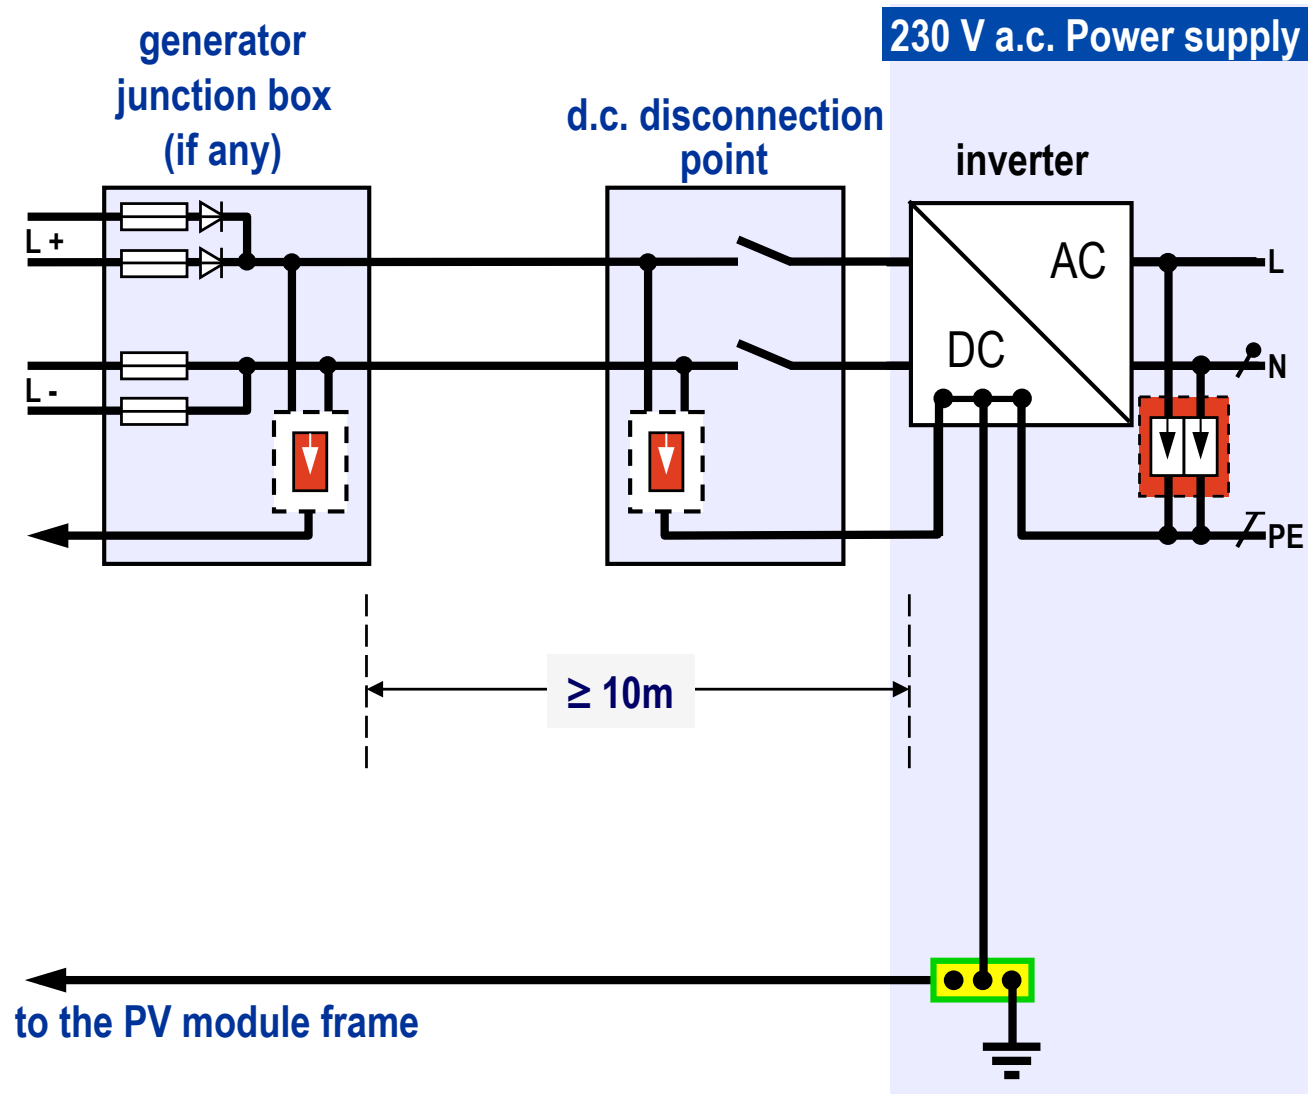 230 V a.c. Power supply
generator
junction box
(if any)
d.c. disconnection
point
inverter
L +
L -
AC
DC
L
N
PE
≥ 10m
to the PV module frame